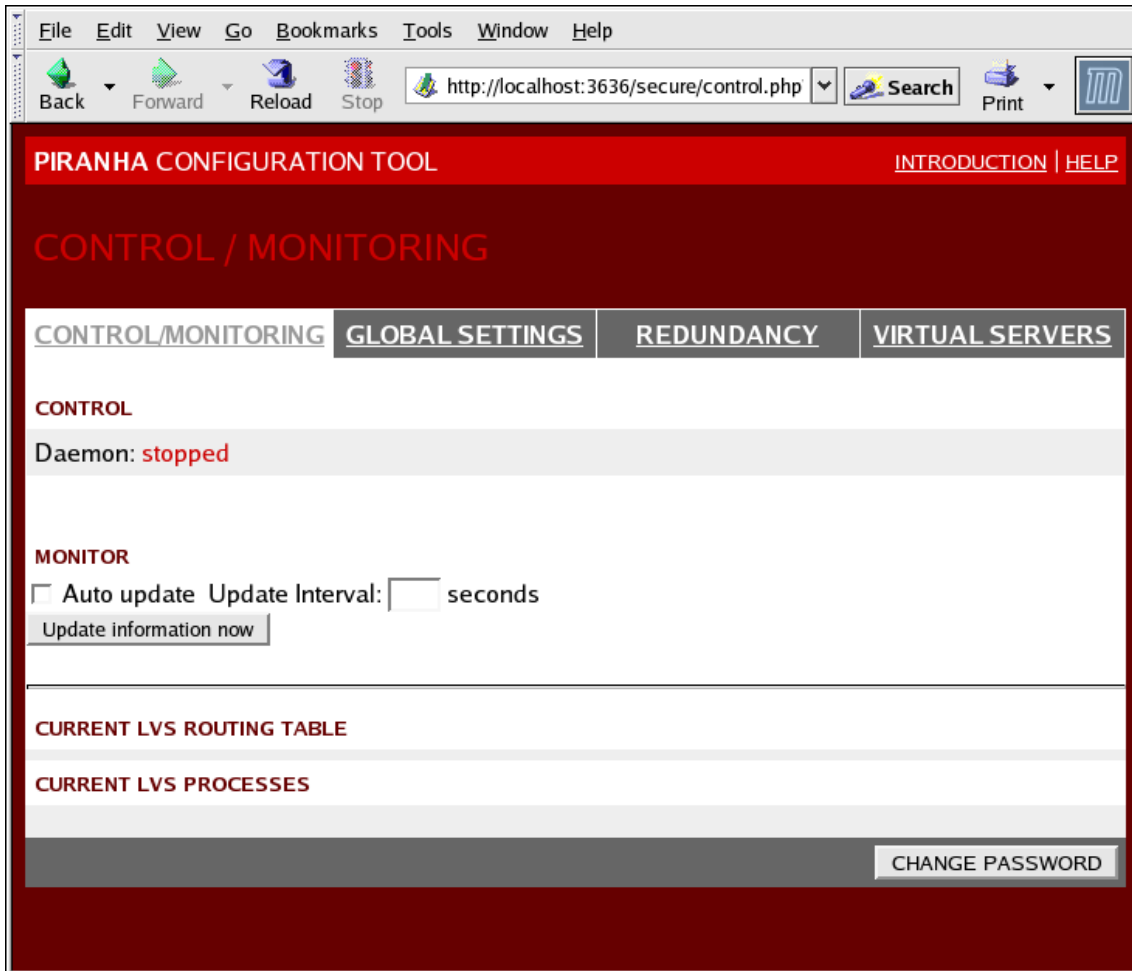 File Edit View Go Bookmarks Tools Window Help
Back Forward Reload Stop http://localhost:3636/secure/control.php Search Print
PIRANHA CONFIGURATION TOOL INTRODUCTION | HELP
CONTROL / MONITORING
CONTROL/MONITORING GLOBAL SETTINGS REDUNDANCY VIRTUAL SERVERS
CONTROL
Daemon: stopped
MONITOR
Auto update Update Interval: seconds
Update information now
CURRENT LVS ROUTING TABLE
CURRENT LVS PROCESSES
CHANGE PASSWORD